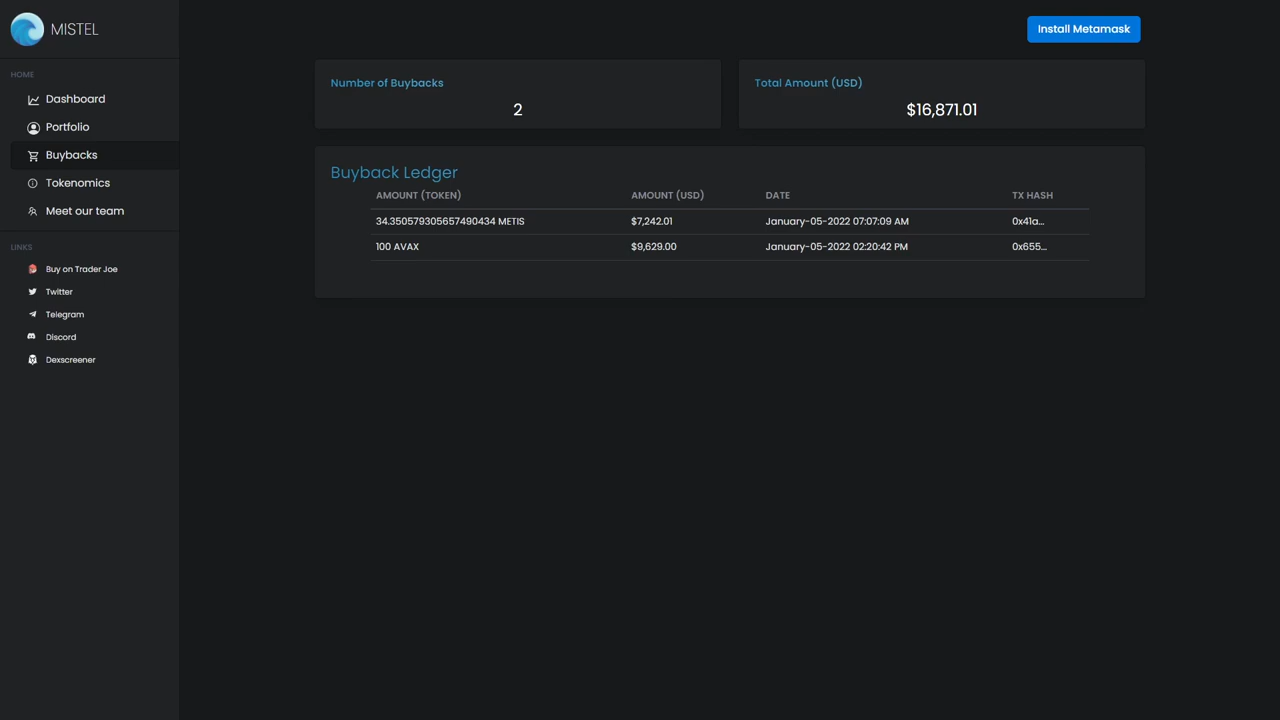 MISTEL
HOME
Dashboard
Portfolio
Buybacks
Tokenomics
Meet our team
LINKS
Buy on Trader Joe
Twitter
Telegram
Discord
Dexscreener
Install Metamask
Number of Buybacks
2
Total Amount (USD)
$16,871.01
Buyback Ledger
AMOUNT (TOKEN) AMOUNT (USD) DATE TX HASH
34.350579305657490434 METIS $7,242.01 January-05-2022 07:07:09 AM 0x41a...
100 AVAX $9,629.00 January-05-2022 02:20:42 PM 0x655...